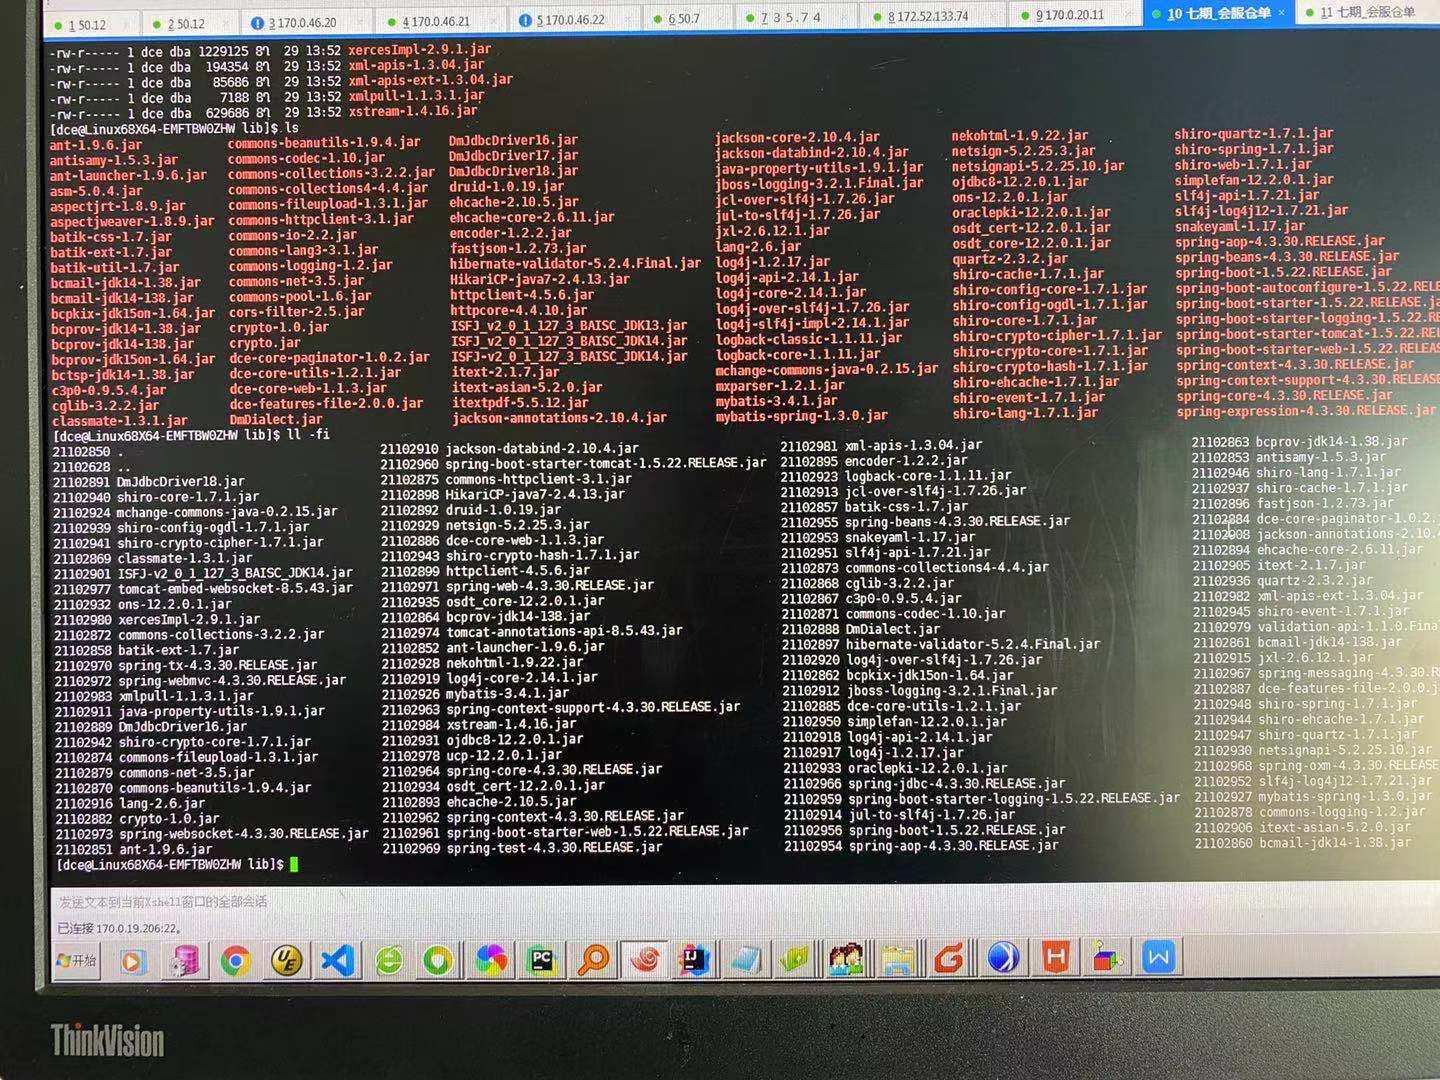 1 50.12 2 50.12 3 170.0.46.20 4 170.0.46.21 5 170.0.46.22 6 50.7 7 3 5 . 7 4 8 172.52.133.74 9 170.0.20.11 10 七期_会服仓单 × 11 七期_会服仓单
-rw-r----- 1 dce dba 1229125 8月 29 13:52 xercesImpl-2.9.1.jar
-rw-r----- 1 dce dba 194354 8月 29 13:52 xml-apis-1.3.04.jar
-rw-r----- 1 dce dba 85686 8月 29 13:52 xml-apis-ext-1.3.04.jar
-rw-r----- 1 dce dba 7188 8月 29 13:52 xmlpull-1.1.3.1.jar
-rw-r----- 1 dce dba 629686 8月 29 13:52 xstream-1.4.16.jar
[dce@Linux68X64-EMFTBW0ZHW lib]$ ls
ant-1.9.6.jar commons-beanutils-1.9.4.jar DmJdbcDriver16.jar jackson-core-2.10.4.jar nekohtml-1.9.22.jar shiro-quartz-1.7.1.jar
antisamy-1.5.3.jar commons-codec-1.10.jar DmJdbcDriver17.jar jackson-databind-2.10.4.jar netsign-5.2.25.3.jar shiro-spring-1.7.1.jar
ant-launcher-1.9.6.jar commons-collections-3.2.2.jar DmJdbcDriver18.jar java-property-utils-1.9.1.jar netsignapi-5.2.25.10.jar shiro-web-1.7.1.jar
asm-5.0.4.jar commons-collections4-4.4.jar druid-1.0.19.jar jboss-logging-3.2.1.Final.jar ojdbc8-12.2.0.1.jar simplefan-12.2.0.1.jar
aspectjrt-1.8.9.jar commons-fileupload-1.3.1.jar ehcache-2.10.5.jar jcl-over-slf4j-1.7.26.jar ons-12.2.0.1.jar slf4j-api-1.7.21.jar
aspectjweaver-1.8.9.jar commons-httpclient-3.1.jar ehcache-core-2.6.11.jar jul-to-slf4j-1.7.26.jar oraclepki-12.2.0.1.jar slf4j-log4j12-1.7.21.jar
batik-css-1.7.jar commons-io-2.2.jar encoder-1.2.2.jar jxl-2.6.12.1.jar osdt_cert-12.2.0.1.jar snakeyaml-1.17.jar
batik-ext-1.7.jar commons-lang3-3.1.jar fastjson-1.2.73.jar lang-2.6.jar osdt_core-12.2.0.1.jar spring-aop-4.3.30.RELEASE.jar
batik-util-1.7.jar commons-logging-1.2.jar hibernate-validator-5.2.4.Final.jar log4j-1.2.17.jar quartz-2.3.2.jar spring-beans-4.3.30.RELEASE.jar
bcmail-jdk14-1.38.jar commons-net-3.5.jar HikariCP-java7-2.4.13.jar log4j-api-2.14.1.jar shiro-cache-1.7.1.jar spring-boot-1.5.22.RELEASE.jar
bcmail-jdk14-138.jar commons-pool-1.6.jar httpclient-4.5.6.jar log4j-core-2.14.1.jar shiro-config-core-1.7.1.jar spring-boot-autoconfigure-1.5.22.REL
bcpkix-jdk15on-1.64.jar cors-filter-2.5.jar httpcore-4.4.10.jar log4j-over-slf4j-1.7.26.jar shiro-config-ogdl-1.7.1.jar spring-boot-starter-1.5.22.RELEASE.j
bcprov-jdk14-1.38.jar crypto-1.0.jar ISFJ_v2_0_1_127_3_BAISC_JDK13.jar log4j-slf4j-impl-2.14.1.jar shiro-core-1.7.1.jar spring-boot-starter-logging-1.5.22.R
bcprov-jdk14-138.jar crypto.jar ISFJ_v2_0_1_127_3_BAISC_JDK14.jar logback-classic-1.1.11.jar shiro-crypto-cipher-1.7.1.jar spring-boot-starter-tomcat-1.5.22.RE
bcprov-jdk15on-1.64.jar dce-core-paginator-1.0.2.jar ISFJ-v2_0_1_127_3_BAISC_JDK14.jar logback-core-1.1.11.jar shiro-crypto-core-1.7.1.jar spring-boot-starter-web-1.5.22.RELEA
bctsp-jdk14-1.38.jar dce-core-utils-1.2.1.jar itext-2.1.7.jar mchange-commons-java-0.2.15.jar shiro-crypto-hash-1.7.1.jar spring-context-4.3.30.RELEASE.jar
c3p0-0.9.5.4.jar dce-core-web-1.1.3.jar itext-asian-5.2.0.jar mxparser-1.2.1.jar shiro-ehcache-1.7.1.jar spring-context-support-4.3.30.RELEAS
cglib-3.2.2.jar dce-features-file-2.0.0.jar itextpdf-5.5.12.jar mybatis-3.4.1.jar shiro-event-1.7.1.jar spring-core-4.3.30.RELEASE.jar
classmate-1.3.1.jar DmDialect.jar jackson-annotations-2.10.4.jar mybatis-spring-1.3.0.jar shiro-lang-1.7.1.jar spring-expression-4.3.30.RELEASE.jar
[dce@Linux68X64-EMFTBW0ZHW lib]$ ll -fi
21102850 . 21102910 jackson-databind-2.10.4.jar 21102981 xml-apis-1.3.04.jar 21102863 bcprov-jdk14-1.38.jar
21102628 .. 21102960 spring-boot-starter-tomcat-1.5.22.RELEASE.jar 21102895 encoder-1.2.2.jar 21102853 antisamy-1.5.3.jar
21102891 DmJdbcDriver18.jar 21102875 commons-httpclient-3.1.jar 21102923 logback-core-1.1.11.jar 21102946 shiro-lang-1.7.1.jar
21102940 shiro-core-1.7.1.jar 21102898 HikariCP-java7-2.4.13.jar 21102913 jcl-over-slf4j-1.7.26.jar 21102937 shiro-cache-1.7.1.jar
21102924 mchange-commons-java-0.2.15.jar 21102892 druid-1.0.19.jar 21102857 batik-css-1.7.jar 21102896 fastjson-1.2.73.jar
21102939 shiro-config-ogdl-1.7.1.jar 21102929 netsign-5.2.25.3.jar 21102955 spring-beans-4.3.30.RELEASE.jar 21102884 dce-core-paginator-1.0.2.j
21102941 shiro-crypto-cipher-1.7.1.jar 21102886 dce-core-web-1.1.3.jar 21102953 snakeyaml-1.17.jar 21102908 jackson-annotations-2.10.4
21102869 classmate-1.3.1.jar 21102943 shiro-crypto-hash-1.7.1.jar 21102951 slf4j-api-1.7.21.jar 21102894 ehcache-core-2.6.11.jar
21102901 ISFJ-v2_0_1_127_3_BAISC_JDK14.jar 21102899 httpclient-4.5.6.jar 21102873 commons-collections4-4.4.jar 21102905 itext-2.1.7.jar
21102977 tomcat-embed-websocket-8.5.43.jar 21102971 spring-web-4.3.30.RELEASE.jar 21102868 cglib-3.2.2.jar 21102936 quartz-2.3.2.jar
21102932 ons-12.2.0.1.jar 21102935 osdt_core-12.2.0.1.jar 21102867 c3p0-0.9.5.4.jar 21102982 xml-apis-ext-1.3.04.jar
21102980 xercesImpl-2.9.1.jar 21102864 bcprov-jdk14-138.jar 21102871 commons-codec-1.10.jar 21102945 shiro-event-1.7.1.jar
21102872 commons-collections-3.2.2.jar 21102974 tomcat-annotations-api-8.5.43.jar 21102888 DmDialect.jar 21102979 validation-api-1.1.0.Fina
21102858 batik-ext-1.7.jar 21102852 ant-launcher-1.9.6.jar 21102897 hibernate-validator-5.2.4.Final.jar 21102861 bcmail-jdk14-138.jar
21102970 spring-tx-4.3.30.RELEASE.jar 21102928 nekohtml-1.9.22.jar 21102920 log4j-over-slf4j-1.7.26.jar 21102915 jxl-2.6.12.1.jar
21102972 spring-webmvc-4.3.30.RELEASE.jar 21102919 log4j-core-2.14.1.jar 21102862 bcpkix-jdk15on-1.64.jar 21102967 spring-messaging-4.3.30.R
21102983 xmlpull-1.1.3.1.jar 21102926 mybatis-3.4.1.jar 21102912 jboss-logging-3.2.1.Final.jar 21102887 dce-features-file-2.0.0.j
21102911 java-property-utils-1.9.1.jar 21102963 spring-context-support-4.3.30.RELEASE.jar 21102885 dce-core-utils-1.2.1.jar 21102948 shiro-spring-1.7.1.jar
21102889 DmJdbcDriver16.jar 21102984 xstream-1.4.16.jar 21102950 simplefan-12.2.0.1.jar 21102944 shiro-ehcache-1.7.1.jar
21102942 shiro-crypto-core-1.7.1.jar 21102931 ojdbc8-12.2.0.1.jar 21102918 log4j-api-2.14.1.jar 21102947 shiro-quartz-1.7.1.jar
21102874 commons-fileupload-1.3.1.jar 21102978 ucp-12.2.0.1.jar 21102917 log4j-1.2.17.jar 21102930 netsignapi-5.2.25.10.jar
21102879 commons-net-3.5.jar 21102964 spring-core-4.3.30.RELEASE.jar 21102933 oraclepki-12.2.0.1.jar 21102968 spring-oxm-4.3.30.RELEASE
21102870 commons-beanutils-1.9.4.jar 21102934 osdt_cert-12.2.0.1.jar 21102966 spring-jdbc-4.3.30.RELEASE.jar 21102952 slf4j-log4j12-1.7.21.jar
21102916 lang-2.6.jar 21102893 ehcache-2.10.5.jar 21102959 spring-boot-starter-logging-1.5.22.RELEASE.jar 21102927 mybatis-spring-1.3.0.jar
21102882 crypto-1.0.jar 21102962 spring-context-4.3.30.RELEASE.jar 21102914 jul-to-slf4j-1.7.26.jar 21102878 commons-logging-1.2.jar
21102973 spring-websocket-4.3.30.RELEASE.jar 21102961 spring-boot-starter-web-1.5.22.RELEASE.jar 21102956 spring-boot-1.5.22.RELEASE.jar 21102906 itext-asian-5.2.0.jar
21102851 ant-1.9.6.jar 21102969 spring-test-4.3.30.RELEASE.jar 21102954 spring-aop-4.3.30.RELEASE.jar 21102860 bcmail-jdk14-1.38.jar
[dce@Linux68X64-EMFTBW0ZHW lib]$
发送文本到当前Xshell窗口的全部会话
已连接 170.0.19.206:22。
开始 UE PC IJ H W
ThinkVision